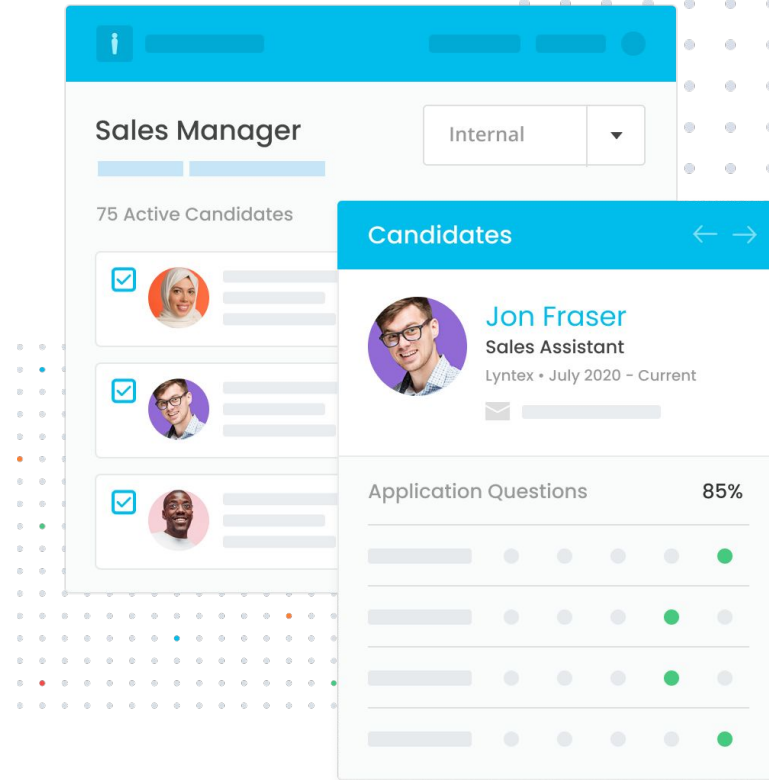 Sales Manager
Internal
75 Active Candidates
Candidates
Jon Fraser
Sales Assistant
Lyntex • July 2020 - Current
Application Questions 85%